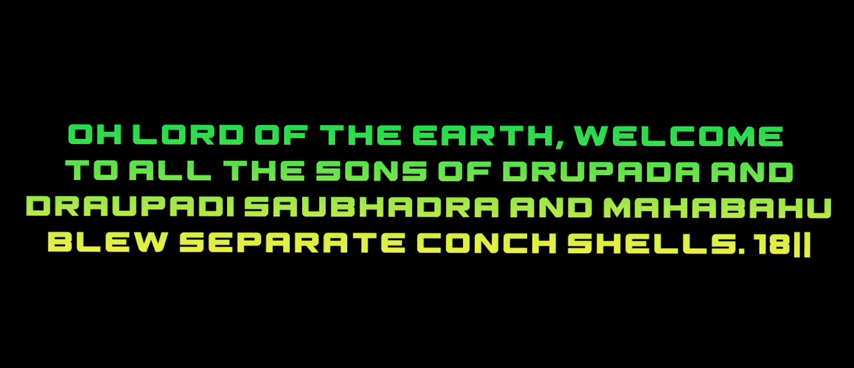 OH LORD OF THE EARTH, WELCOME
TO ALL THE SONS OF DRUPADA AND
DRAUPADI SAUBHADRA AND MAHABAHU
BLEW SEPARATE CONCH SHELLS. 18||